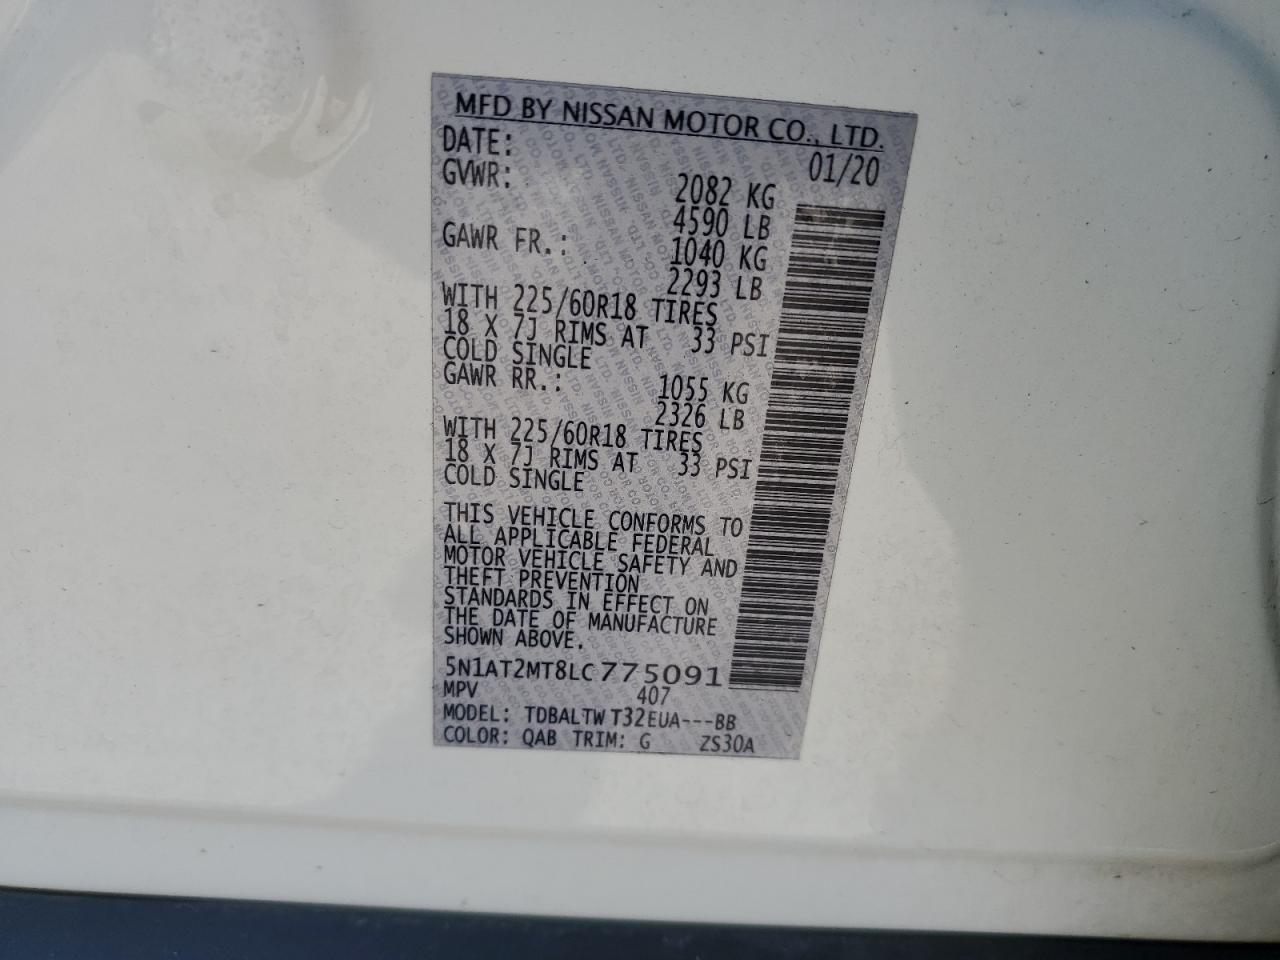 MFD BY NISSAN MOTOR CO., LTD.
DATE: 01/20
GVWR: 2082 KG
4590 LB
GAWR FR.: 1040 KG
2293 LB
WITH 225/60R18 TIRES
18 X 7J RIMS AT 33 PSI
COLD SINGLE
GAWR RR.: 1055 KG
2326 LB
WITH 225/60R18 TIRES
18 X 7J RIMS AT 33 PSI
COLD SINGLE
THIS VEHICLE CONFORMS TO
ALL APPLICABLE FEDERAL
MOTOR VEHICLE SAFETY AND
THEFT PREVENTION
STANDARDS IN EFFECT ON
THE DATE OF MANUFACTURE
SHOWN ABOVE.
5N1AT2MT8LC775091
MPV 407
MODEL: TDBALTW T32EUA---BB
COLOR: QAB TRIM: G ZS30A